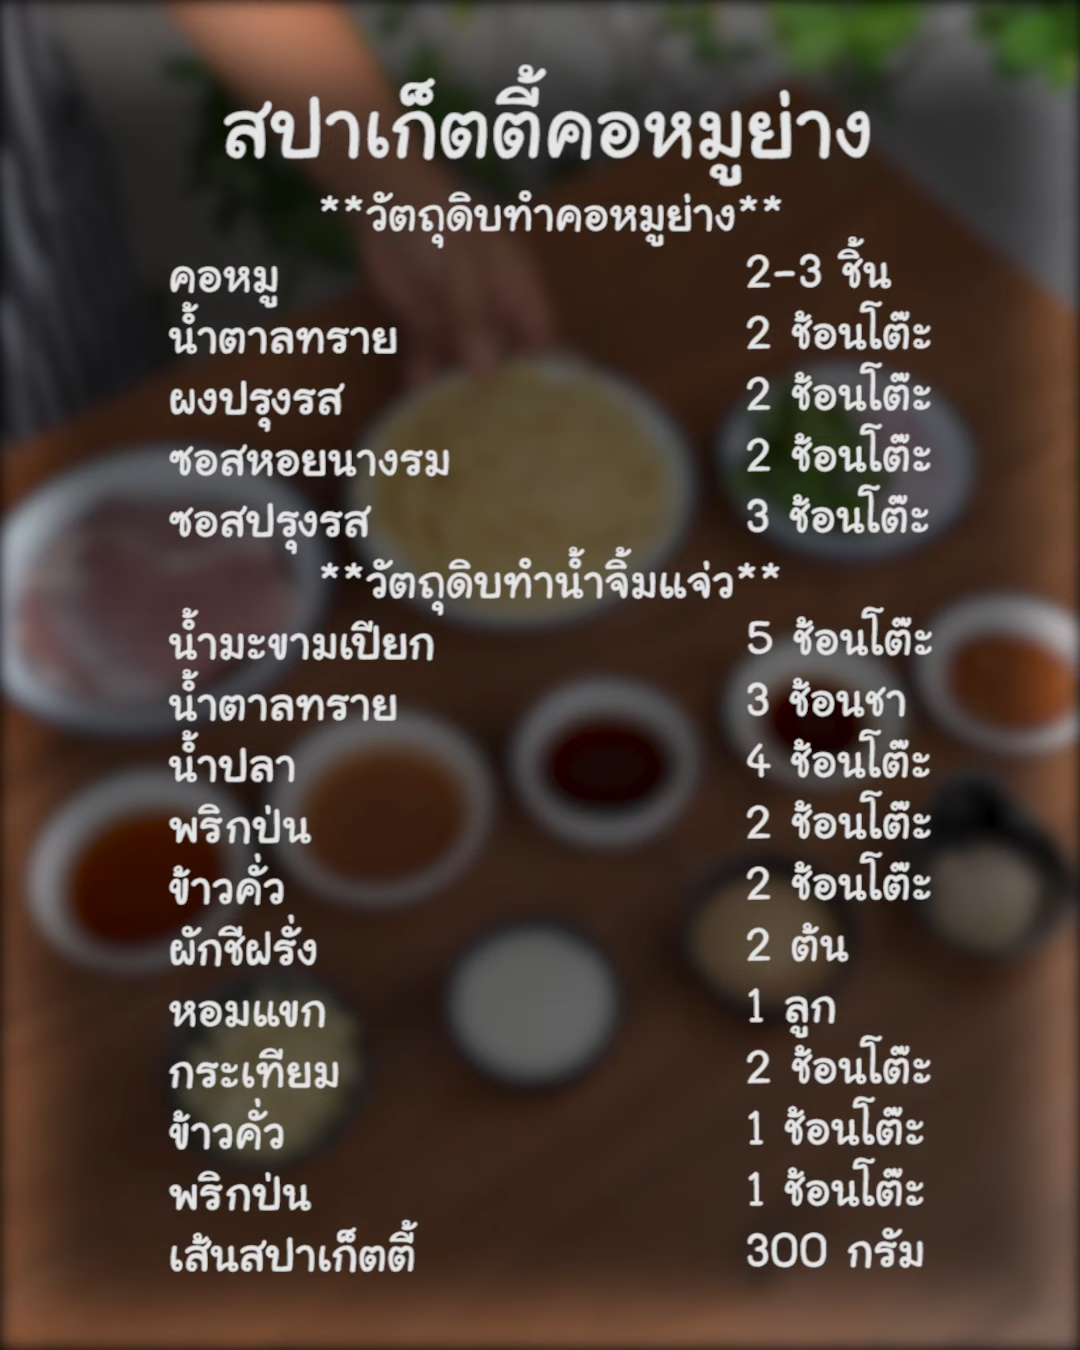 สปาเก็ตตี้คอหมูย่าง
**วัตถุดิบทำคอหมูย่าง**
คอหมู 2-3 ชิ้น
น้ำตาลทราย 2 ช้อนโต๊ะ
ผงปรุงรส 2 ช้อนโต๊ะ
ซอสหอยนางรม 2 ช้อนโต๊ะ
ซอสปรุงรส 3 ช้อนโต๊ะ
**วัตถุดิบทำน้ำจิ้มแจ่ว**
น้ำมะขามเปียก 5 ช้อนโต๊ะ
น้ำตาลทราย 3 ช้อนชา
น้ำปลา 4 ช้อนโต๊ะ
พริกป่น 2 ช้อนโต๊ะ
ข้าวคั่ว 2 ช้อนโต๊ะ
ผักชีฝรั่ง 2 ต้น
หอมแขก 1 ลูก
กระเทียม 2 ช้อนโต๊ะ
ข้าวคั่ว 1 ช้อนโต๊ะ
พริกป่น 1 ช้อนโต๊ะ
เส้นสปาเก็ตตี้ 300 กรัม